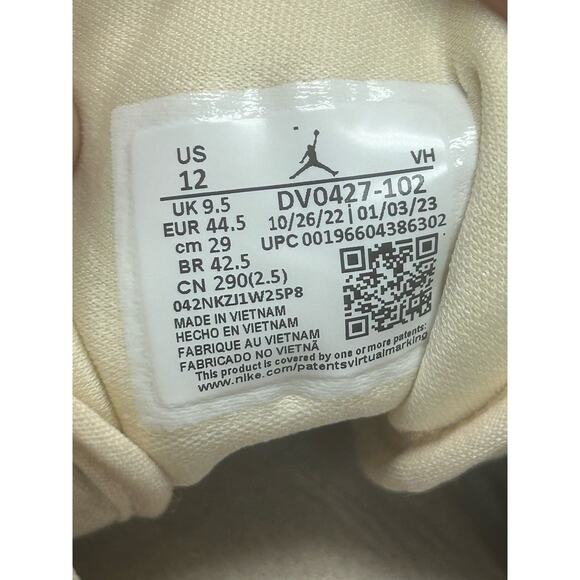 US
12
VH
UK 9.5
EUR 44.5
cm 29
BR 42.5
CN 290(2.5)
DV0427-102
10/26/22 | 01/03/23
UPC 00196604386302
042NKZJ1W25P8
MADE IN VIETNAM
HECHO EN VIETNAM
FABRIQUE AU VIETNAM
FABRICADO NO VIETNÃ
This product is covered by one or more patents:
www.nike.com/patentsvirtualmarking